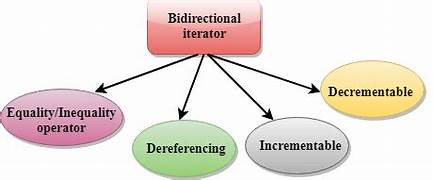 Bidirectional
iterator
Decrementable
Equality/Inequality
operator
Dereferencing
Incrementable